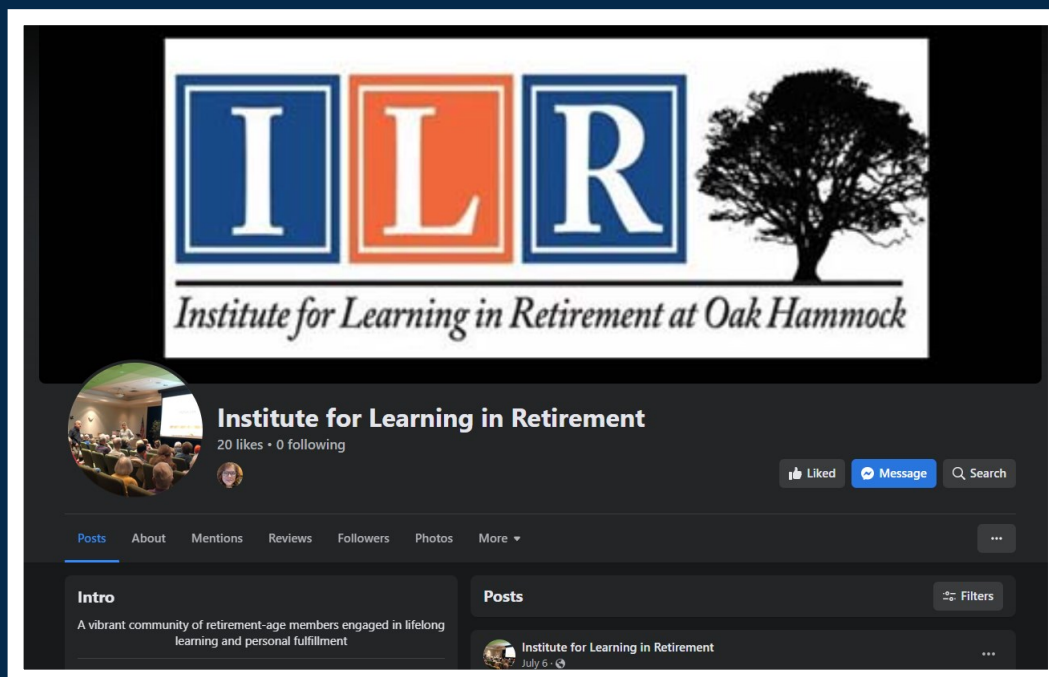 I L R
Institute for Learning in Retirement at Oak Hammock
Institute for Learning in Retirement
20 likes • 0 following
Liked
Message
Search
Posts
About
Mentions
Reviews
Followers
Photos
More
Intro
A vibrant community of retirement-age members engaged in lifelong
learning and personal fulfillment
Posts
Filters
Institute for Learning in Retirement
July 6 ·